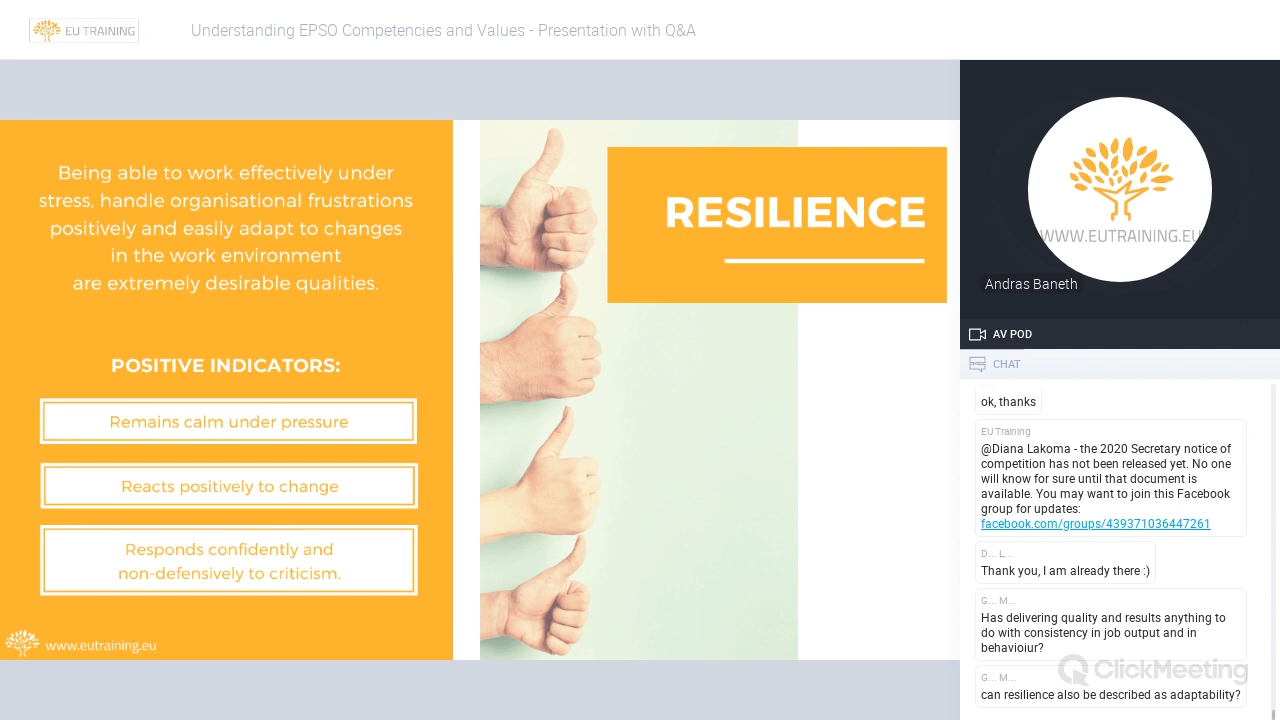 EU TRAINING
Understanding EPSO Competencies and Values - Presentation with Q&A
Being able to work effectively under
stress, handle organisational frustrations
positively and easily adapt to changes
in the work environment
are extremely desirable qualities.
POSITIVE INDICATORS:
Remains calm under pressure
Reacts positively to change
Responds confidently and
non-defensively to criticism.
www.eutraining.eu
RESILIENCE
WWW.EUTRAINING.EU
Andras Baneth
AV POD
CHAT
ok, thanks
EU Training
@Diana Lakoma - the 2020 Secretary notice of
competition has not been released yet. No one
will know for sure until that document is
available. You may want to join this Facebook
group for updates:
facebook.com/groups/439371036447261
D... L...
Thank you, I am already there :)
G... M...
Has delivering quality and results anything to
do with consistency in job output and in
behavioiur?
ClickMeeting
G... M...
can resilience also be described as adaptability?